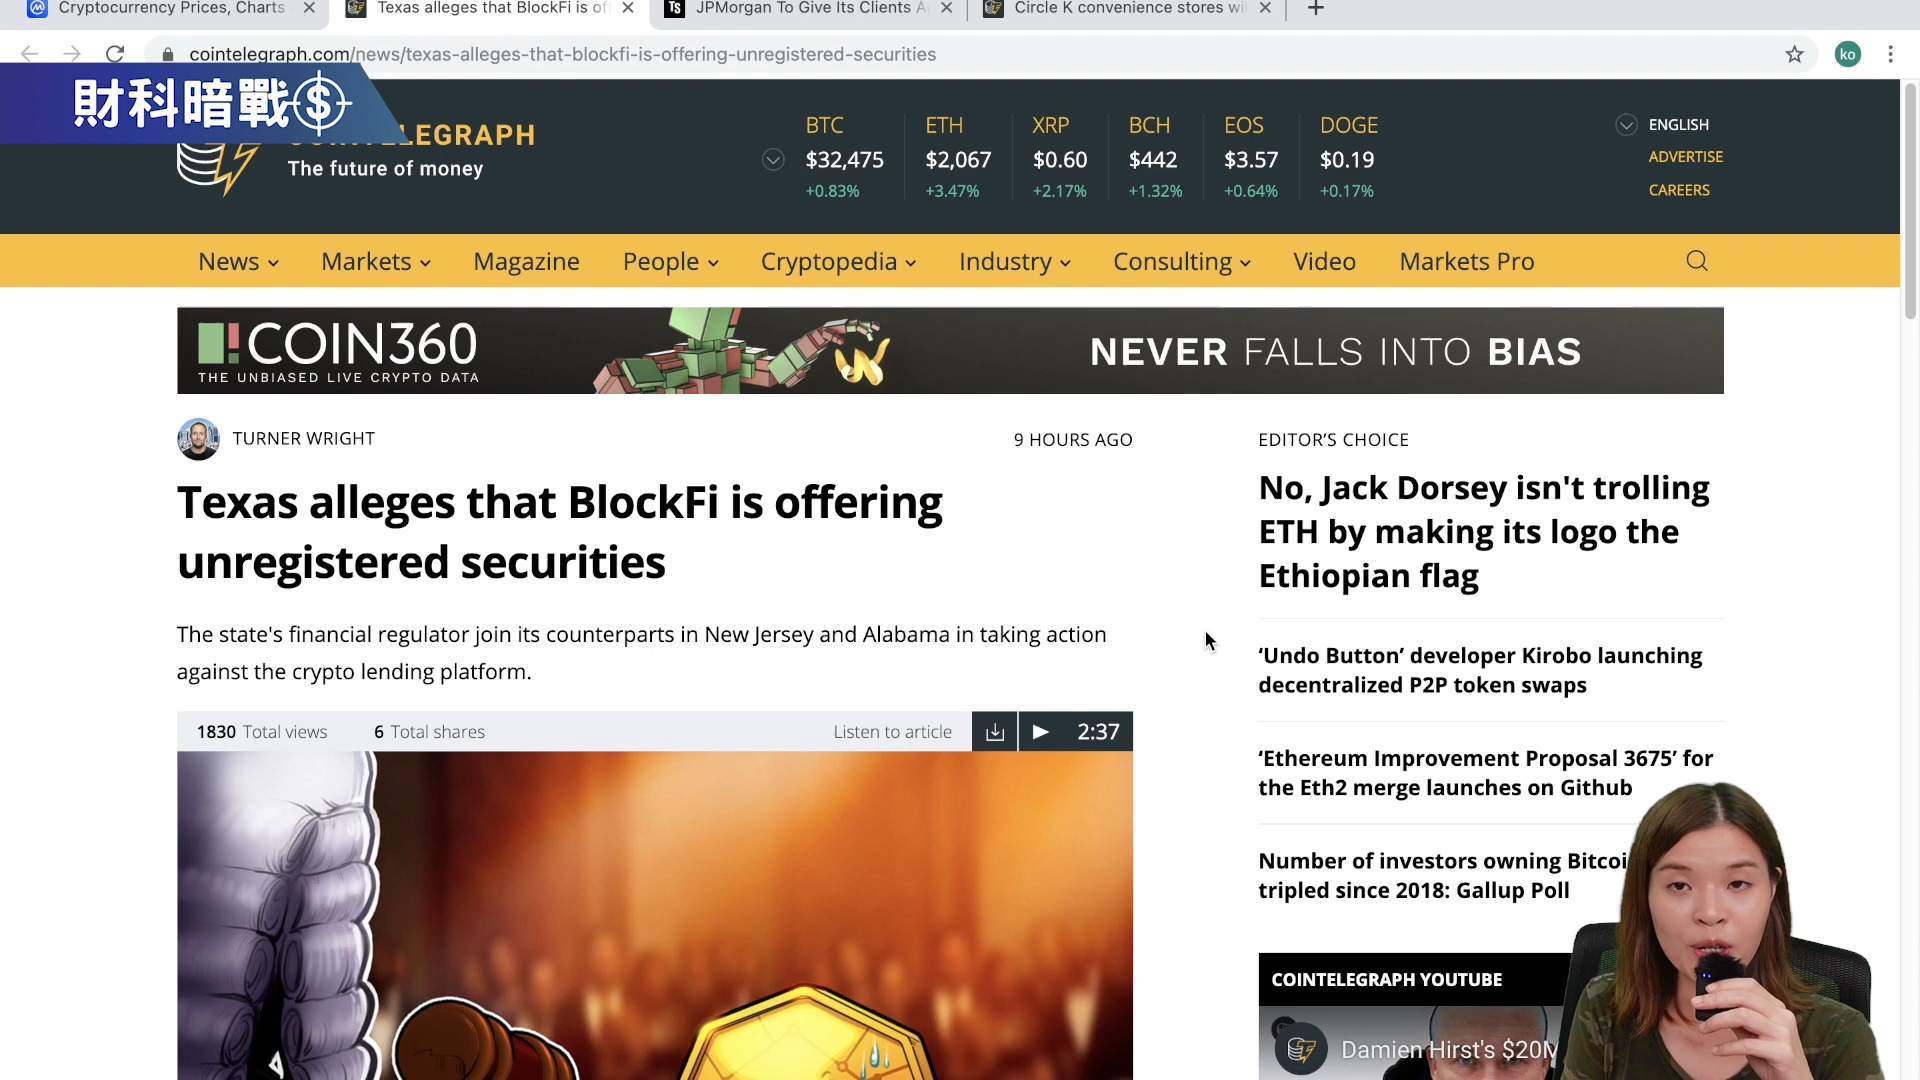 Cryptocurrency Prices, Charts
Texas alleges that BlockFi is of
JPMorgan To Give Its Clients A
Circle K convenience stores wil
cointelegraph.com/news/texas-alleges-that-blockfi-is-offering-unregistered-securities
ko
財科暗戰$
COINTELEGRAPH
The future of money
BTC
$32,475
+0.83%
ETH
$2,067
+3.47%
XRP
$0.60
+2.17%
BCH
$442
+1.32%
EOS
$3.57
+0.64%
DOGE
$0.19
+0.17%
ENGLISH
ADVERTISE
CAREERS
News
Markets
Magazine
People
Cryptopedia
Industry
Consulting
Video
Markets Pro
COIN360
THE UNBIASED LIVE CRYPTO DATA
NEVER FALLS INTO BIAS
TURNER WRIGHT
9 HOURS AGO
Texas alleges that BlockFi is offering
unregistered securities
The state's financial regulator join its counterparts in New Jersey and Alabama in taking action
against the crypto lending platform.
1830 Total views
6 Total shares
Listen to article
2:37
EDITOR'S CHOICE
No, Jack Dorsey isn't trolling
ETH by making its logo the
Ethiopian flag
‘Undo Button’ developer Kirobo launching
decentralized P2P token swaps
‘Ethereum Improvement Proposal 3675’ for
the Eth2 merge launches on Github
Number of investors owning Bitcoi
tripled since 2018: Gallup Poll
COINTELEGRAPH YOUTUBE
Damien Hirst's $20M